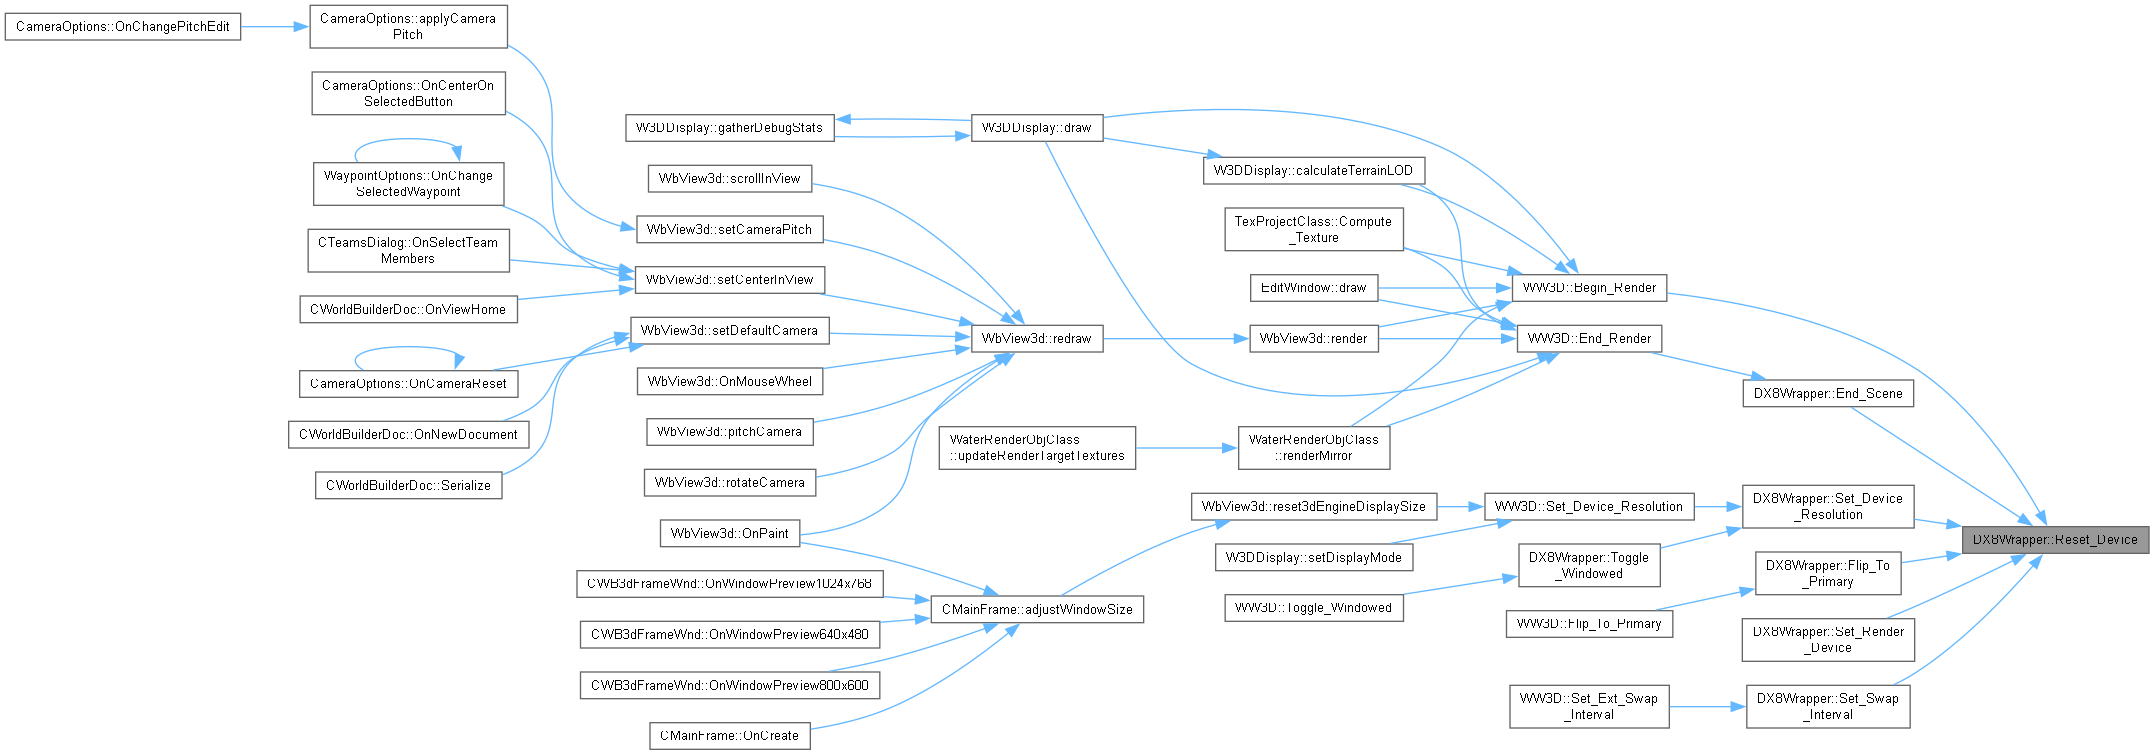 CameraOptions::OnChangePitchEdit
CameraOptions::applyCamera
Pitch
CameraOptions::OnCenterOn
SelectedButton
WaypointOptions::OnChange
SelectedWaypoint
CTeamsDialog::OnSelectTeam
Members
CWorldBuilderDoc::OnViewHome
CameraOptions::OnCameraReset
CWorldBuilderDoc::OnNewDocument
CWorldBuilderDoc::Serialize
W3DDisplay::gatherDebugStats
WbView3d::scrollInView
WbView3d::setCameraPitch
WbView3d::setCenterInView
WbView3d::setDefaultCamera
WbView3d::OnMouseWheel
WbView3d::pitchCamera
WbView3d::rotateCamera
WbView3d::OnPaint
CWB3dFrameWnd::OnWindowPreview1024x768
CWB3dFrameWnd::OnWindowPreview640x480
CWB3dFrameWnd::OnWindowPreview800x600
CMainFrame::OnCreate
W3DDisplay::draw
WbView3d::redraw
WaterRenderObjClass
::updateRenderTargetTextures
CMainFrame::adjustWindowSize
W3DDisplay::calculateTerrainLOD
TexProjectClass::Compute
_Texture
EditWindow::draw
WbView3d::render
WaterRenderObjClass
::renderMirror
WbView3d::reset3dEngineDisplaySize
W3DDisplay::setDisplayMode
WW3D::Toggle_Windowed
WW3D::Begin_Render
WW3D::End_Render
WW3D::Set_Device_Resolution
DX8Wrapper::Toggle
_Windowed
WW3D::Flip_To_Primary
WW3D::Set_Ext_Swap
_Interval
DX8Wrapper::End_Scene
DX8Wrapper::Set_Device
_Resolution
DX8Wrapper::Flip_To
_Primary
DX8Wrapper::Set_Render
_Device
DX8Wrapper::Set_Swap
_Interval
DX8Wrapper::Reset_Device